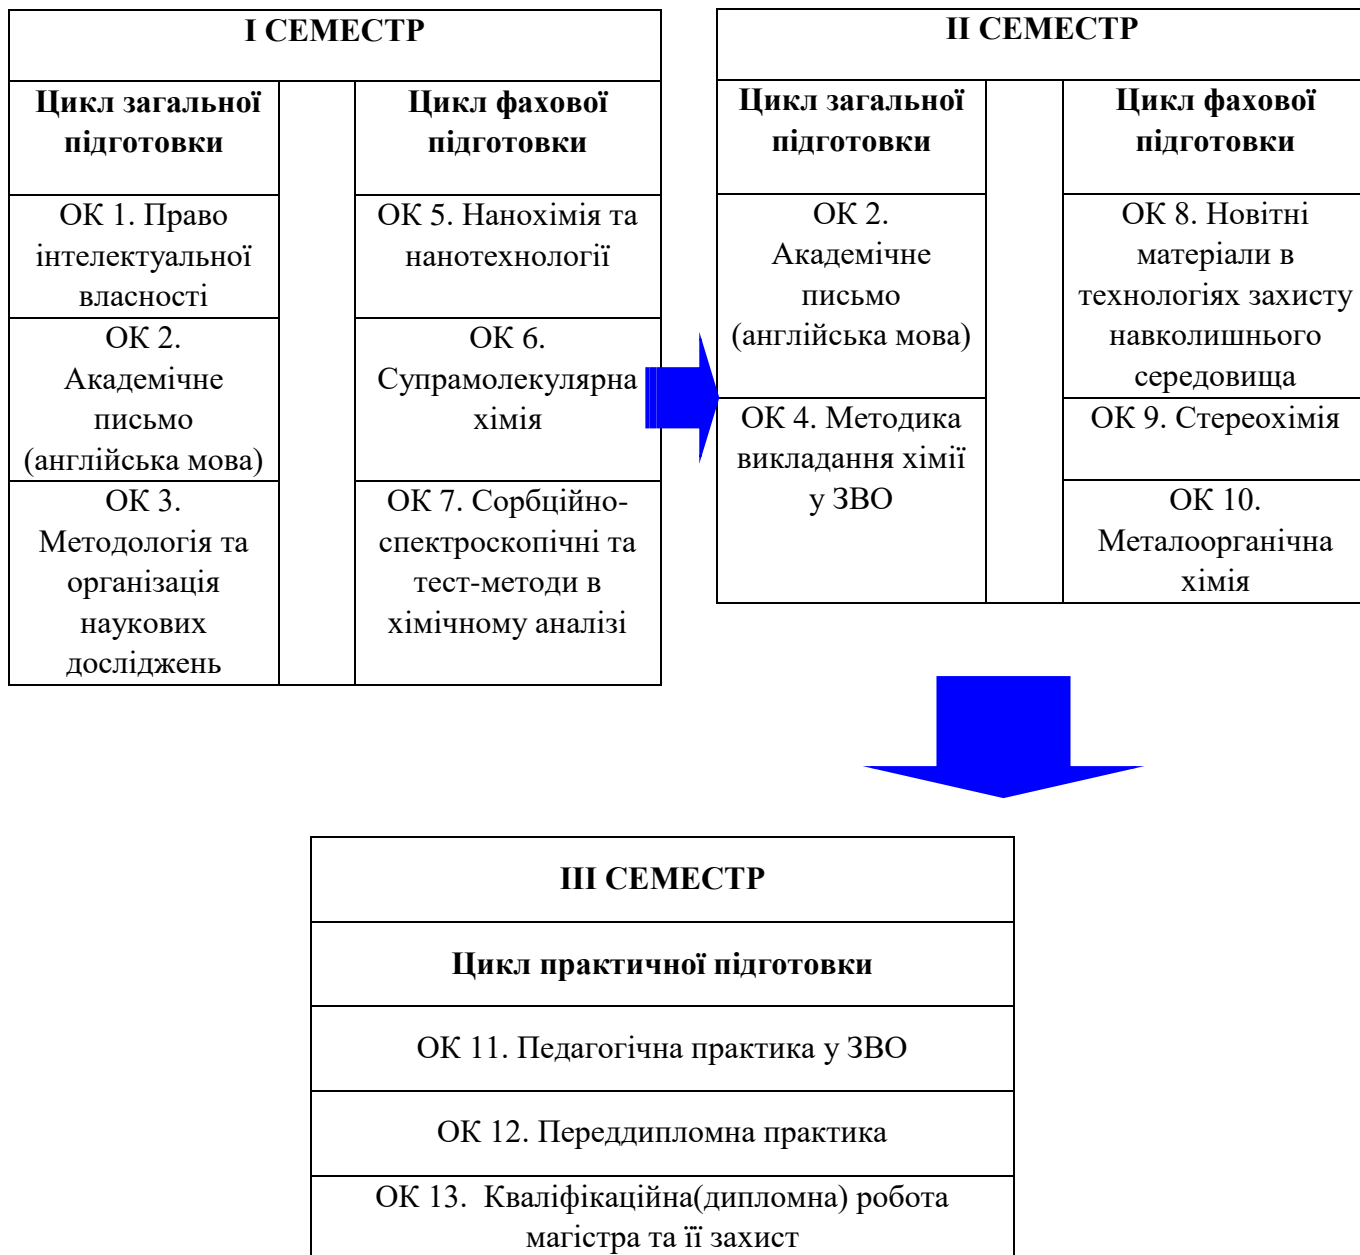 І СЕМЕСТР
Цикл загальної
підготовки
Цикл фахової
підготовки
ОК 1. Право
інтелектуальної
власності
ОК 5. Нанохімія та
нанотехнології
ОК 2.
Академічне
письмо
(англійська мова)
ОК 6.
Супрамолекулярна
хімія
ОК 3.
Методологія та
організація
наукових
досліджень
ОК 7. Сорбційно-
спектроскопічні та
тест-методи в
хімічному аналізі
ІІ СЕМЕСТР
Цикл загальної
підготовки
Цикл фахової
підготовки
ОК 2.
Академічне
письмо
(англійська мова)
ОК 8. Новітні
матеріали в
технологіях захисту
навколишнього
середовища
ОК 4. Методика
викладання хімії
у ЗВО
ОК 9. Стереохімія
ОК 10.
Металоорганічна
хімія
ІІІ СЕМЕСТР
Цикл практичної підготовки
ОК 11. Педагогічна практика у ЗВО
ОК 12. Переддипломна практика
ОК 13.  Кваліфікаційна(дипломна) робота
магістра та її захист